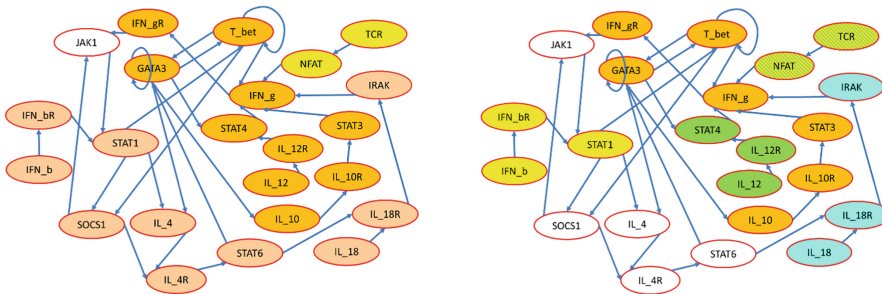 IFN_gR
T_bet
JAK1
TCR
GATA3
NFAT
IRAK
IFN_g
IFN_bR
STAT4
STAT3
STAT1
IL_12R
IFN_b
IL_12
IL_10R
SOCS1
IL_4
IL_10
IL_18R
STAT6
IL_18
IL_4R
IFN_gR
T_bet
JAK1
TCR
GATA3
NFAT
IRAK
IFN_g
IFN_bR
STAT4
STAT3
STAT1
IL_12R
IFN_b
IL_12
IL_10R
SOCS1
IL_4
IL_10
IL_18R
STAT6
IL_18
IL_4R